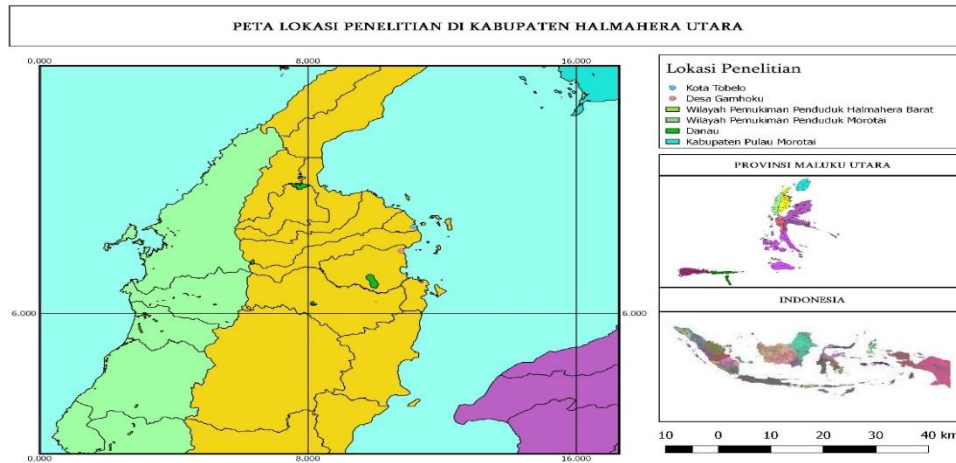 PETA LOKASI PENELITIAN DI KABUPATEN HALMAHERA UTARA
0.000 8.000 16.000
6.000 6.000
0.000 8.000 16.000
Lokasi Penelitian
Kota Tobelo
Desa Gamhoku
Wilayah Pemukiman Penduduk Halmahera Barat
Wilayah Pemukiman Penduduk Morotai
Danau
Kabupaten Pulau Morotai
PROVINSI MALUKU UTARA
INDONESIA
10 0 10 20 30 40 km